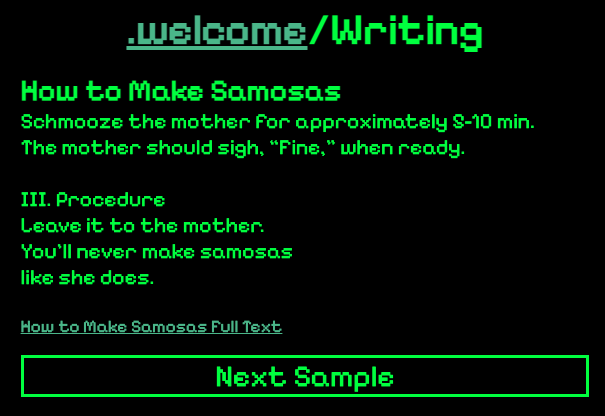 .welcome/Writing
How to Make Samosas
Schmooze the mother for approximately 8-10 min.
The mother should sigh, “Fine,” when ready.
III. Procedure
Leave it to the mother.
You’ll never make samosas
like she does.
How to Make Samosas Full Text
Next Sample